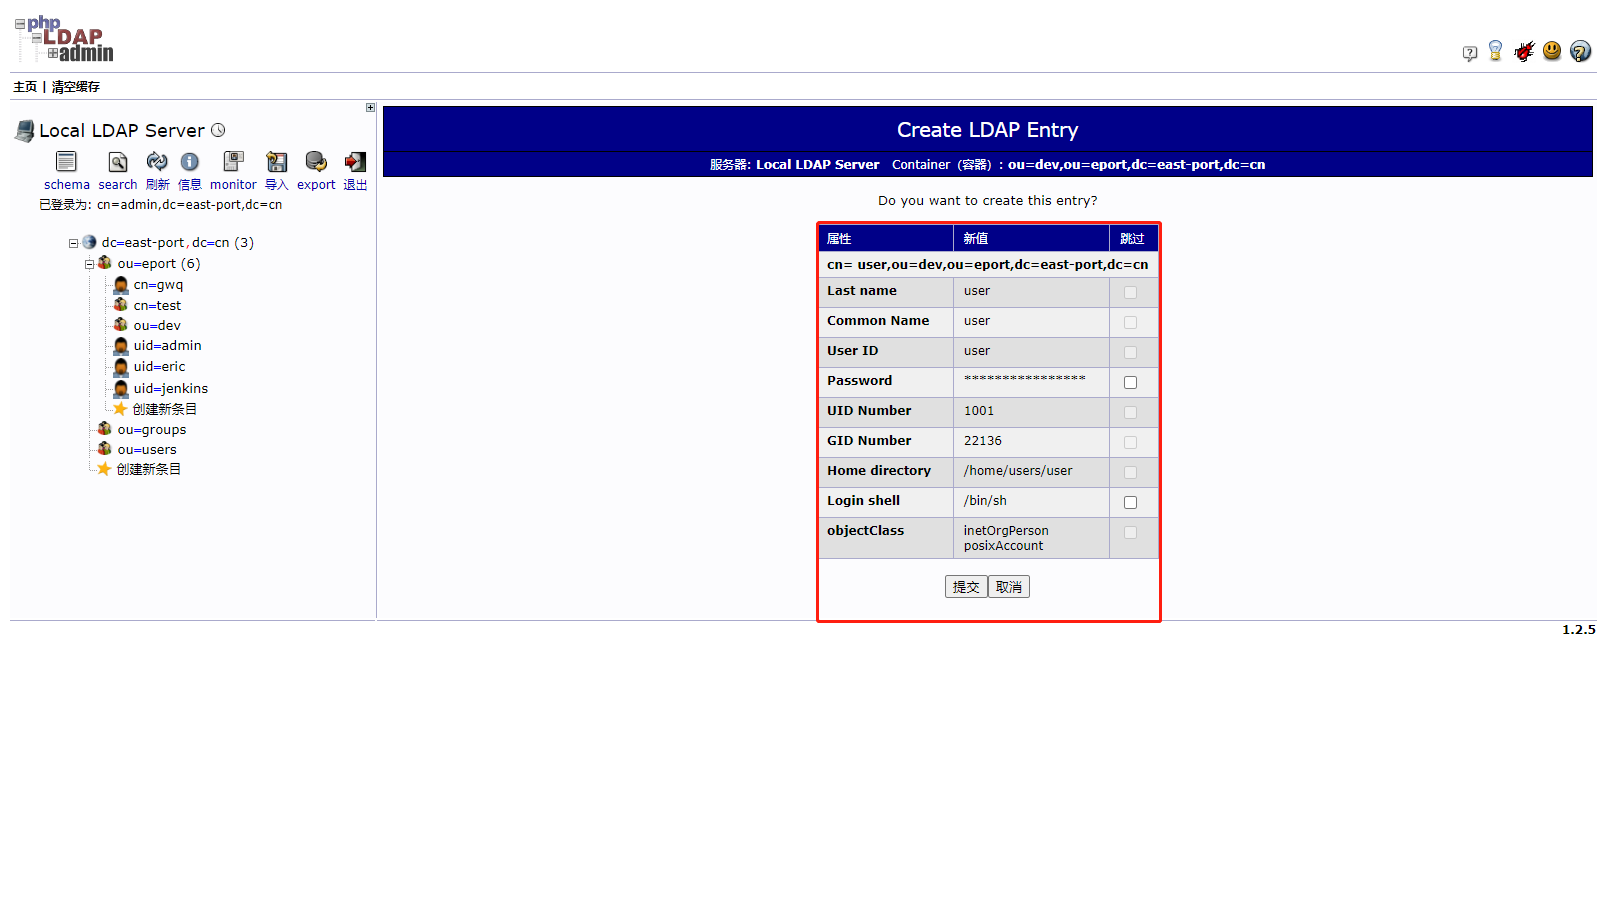 php
LDAP
admin
主页 | 清空缓存
Local LDAP Server
schema search 刷新 信息 monitor 导入 export 退出
已登录为: cn=admin,dc=east-port,dc=cn
dc=east-port,dc=cn (3)
ou=eport (6)
cn=gwq
cn=test
ou=dev
uid=admin
uid=eric
uid=jenkins
创建新条目
ou=groups
ou=users
创建新条目
Create LDAP Entry
服务器: Local LDAP Server Container (容器) : ou=dev,ou=eport,dc=east-port,dc=cn
Do you want to create this entry?
属性 新值 跳过
cn= user,ou=dev,ou=eport,dc=east-port,dc=cn
Last name user
Common Name user
User ID user
Password ****************
UID Number 1001
GID Number 22136
Home directory /home/users/user
Login shell /bin/sh
objectClass inetOrgPerson
posixAccount
提交 取消
1.2.5